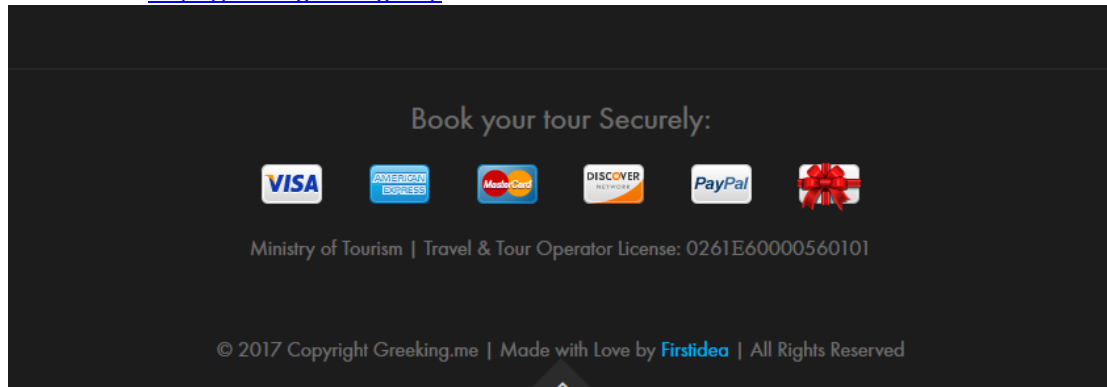 Book your tour Securely:
VISA AMERICAN EXPRESS MasterCard DISCOVER NETWORK PayPal
Ministry of Tourism | Travel & Tour Operator License: 0261E60000560101
© 2017 Copyright Greeking.me | Made with Love by Firstidea | All Rights Reserved